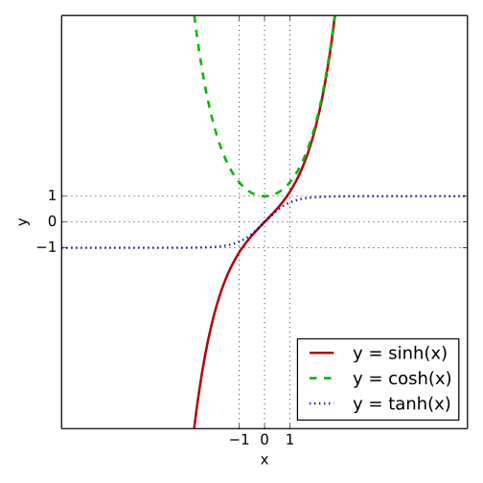 1
0
y
−1
y = sinh(x)
y = cosh(x)
y = tanh(x)
−1 0 1
x